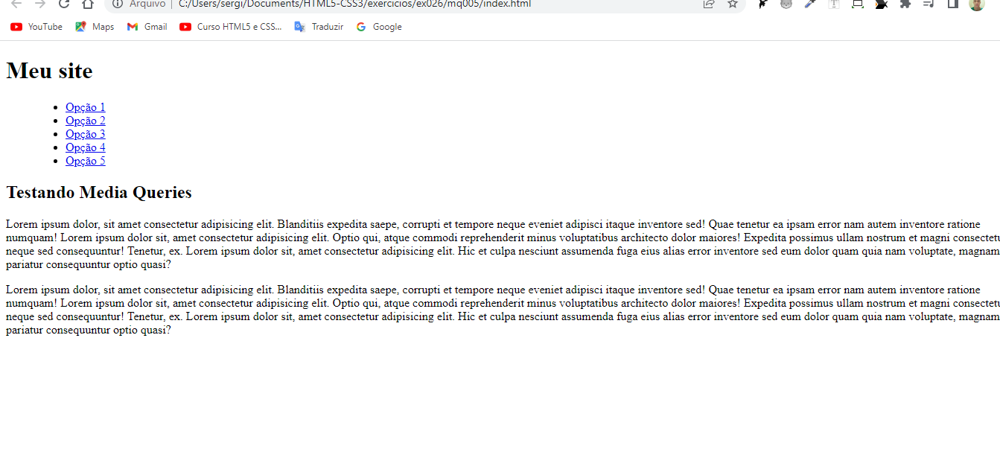 Arquivo | C:/Users/sergi/Documents/HTML5-CSS3/exercicios/ex026/mq005/index.html
YouTube Maps Gmail Curso HTML5 e CSS... Traduzir Google
Meu site
Opção 1
Opção 2
Opção 3
Opção 4
Opção 5
Testando Media Queries
Lorem ipsum dolor, sit amet consectetur adipisicing elit. Blanditiis expedita saepe, corrupti et tempore neque eveniet adipisci itaque inventore sed! Quae tenetur ea ipsam error nam autem inventore ratione
numquam! Lorem ipsum dolor sit, amet consectetur adipisicing elit. Optio qui, atque commodi reprehenderit minus voluptatibus architecto dolor maiores! Expedita possimus ullam nostrum et magni consectetu
neque sed consequuntur! Tenetur, ex. Lorem ipsum dolor sit, amet consectetur adipisicing elit. Hic et culpa nesciunt assumenda fuga eius alias error inventore sed eum dolor quam quia nam voluptate, magnam
pariatur consequuntur optio quasi?
Lorem ipsum dolor, sit amet consectetur adipisicing elit. Blanditiis expedita saepe, corrupti et tempore neque eveniet adipisci itaque inventore sed! Quae tenetur ea ipsam error nam autem inventore ratione
numquam! Lorem ipsum dolor sit, amet consectetur adipisicing elit. Optio qui, atque commodi reprehenderit minus voluptatibus architecto dolor maiores! Expedita possimus ullam nostrum et magni consectetu
neque sed consequuntur! Tenetur, ex. Lorem ipsum dolor sit, amet consectetur adipisicing elit. Hic et culpa nesciunt assumenda fuga eius alias error inventore sed eum dolor quam quia nam voluptate, magnam
pariatur consequuntur optio quasi?